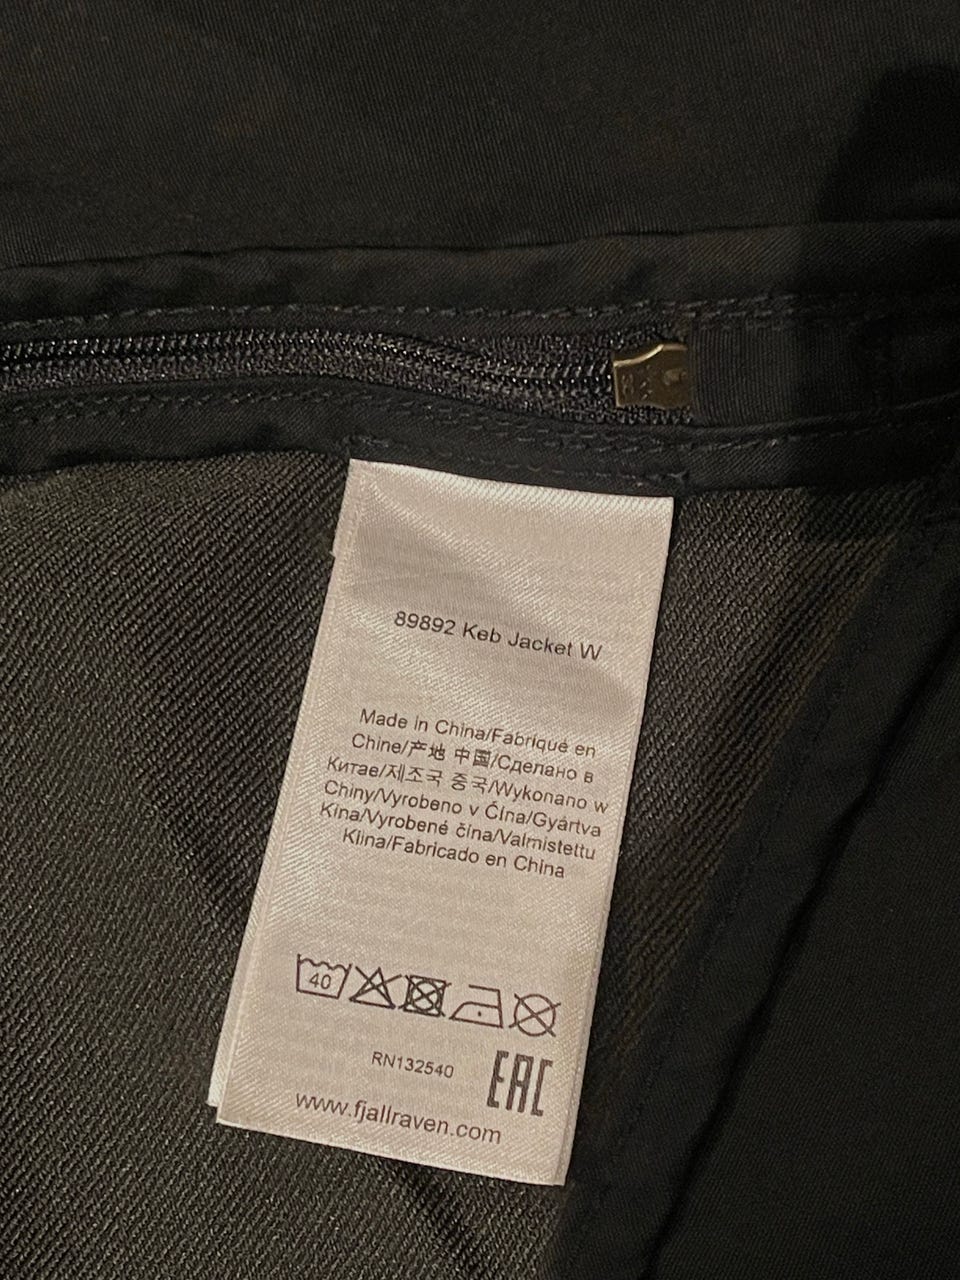 89892 Keb Jacket W
Made in China/Fabriqué en
Chine/产地 中国/Сделано в
Китае/제조국 중국/Wykonano w
Chiny/Vyrobeno v Čína/Gyártva
Kína/Vyrobené čína/Valmistettu
Kiina/Fabricado en China
40
RN132540
EAC
www.fjallraven.com